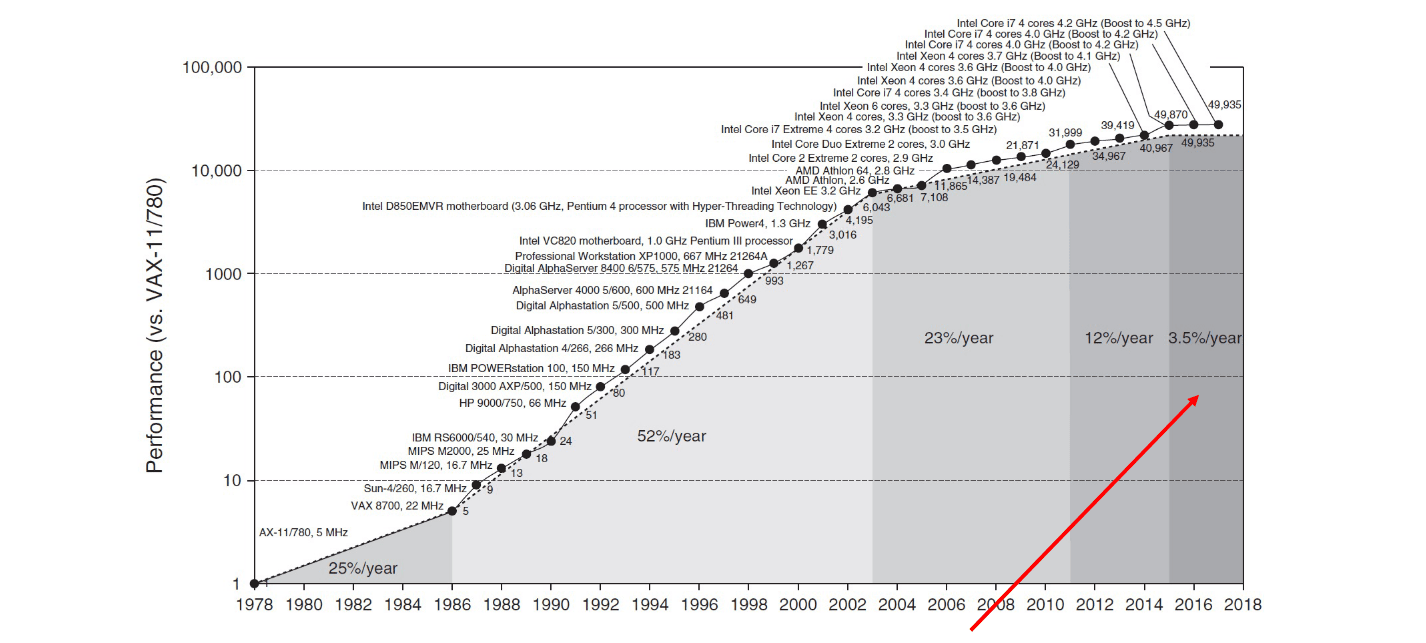 Intel Core i7 4 cores 4.2 GHz (Boost to 4.5 GHz)
Intel Core i7 4 cores 4.0 GHz (Boost to 4.2 GHz)
Intel Core i7 4 cores 4.0 GHz (Boost to 4.2 GHz)
Intel Xeon 4 cores 3.7 GHz (Boost to 4.1 GHz)
Intel Xeon 4 cores 3.6 GHz (Boost to 4.0 GHz)
Intel Xeon 4 cores 3.6 GHz (Boost to 4.0 GHz)
Intel Core i7 4 cores 3.4 GHz (boost to 3.8 GHz)
Intel Xeon 6 cores, 3.3 GHz (boost to 3.6 GHz)
Intel Xeon 4 cores, 3.3 GHz (boost to 3.6 GHz)
Intel Core i7 Extreme 4 cores 3.2 GHz (boost to 3.5 GHz)
Intel Core Duo Extreme 2 cores, 3.0 GHz
Intel Core 2 Extreme 2 cores, 2.9 GHz
AMD Athlon 64, 2.8 GHz
AMD Athlon, 2.6 GHz
Intel Xeon EE 3.2 GHz
Intel D850EMVR motherboard (3.06 GHz, Pentium 4 processor with Hyper-Threading Technology)
IBM Power4, 1.3 GHz
Intel VC820 motherboard, 1.0 GHz Pentium III processor
Professional Workstation XP1000, 667 MHz 21264A
Digital AlphaServer 8400 6/575, 575 MHz 21264
AlphaServer 4000 5/600, 600 MHz 21164
Digital Alphastation 5/500, 500 MHz
Digital Alphastation 5/300, 300 MHz
Digital Alphastation 4/266, 266 MHz
IBM POWERstation 100, 150 MHz
Digital 3000 AXP/500, 150 MHz
HP 9000/750, 66 MHz
IBM RS6000/540, 30 MHz
MIPS M2000, 25 MHz
MIPS M/120, 16.7 MHz
Sun-4/260, 16.7 MHz
VAX 8700, 22 MHz
AX-11/780, 5 MHz
5
9
13
18
24
51
80
117
183
280
481
649
993
1,267
1,779
3,016
4,195
6,043
6,681
7,108
11,865
14,387
19,484
21,871
24,129
31,999
34,967
39,419
40,967
49,870
49,935
49,935
25%/year
52%/year
23%/year
12%/year
3.5%/year
Performance (vs. VAX-11/780)
100,000
10,000
1000
100
10
1
1978 1980 1982 1984 1986 1988 1990 1992 1994 1996 1998 2000 2002 2004 2006 2008 2010 2012 2014 2016 2018